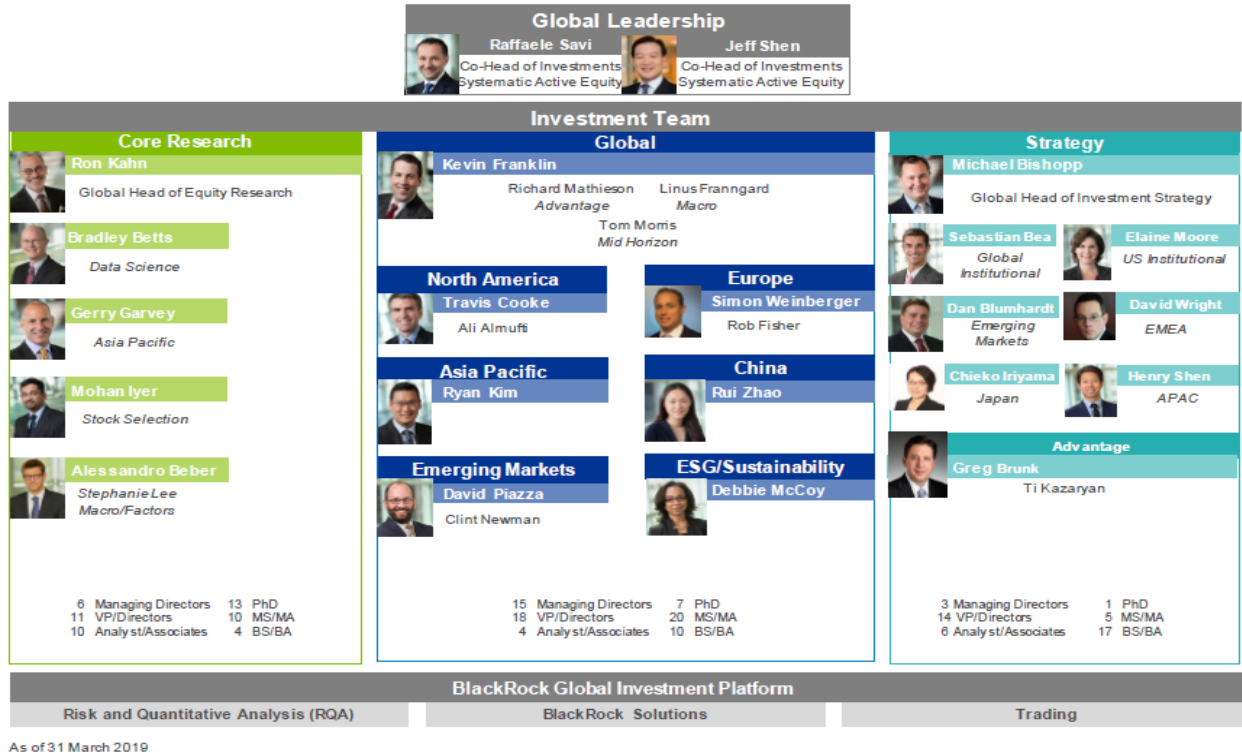 Global Leadership
Raffaele Savi
Co-Head of Investments
Systematic Active Equity
Jeff Shen
Co-Head of Investments
Systematic Active Equity
Investment Team
Core Research
Ron Kahn
Global Head of Equity Research
Bradley Betts
Data Science
Gerry Garvey
Asia Pacific
Mohan Iyer
Stock Selection
Alessandro Beber
Stephanie Lee
Macro/Factors
6 Managing Directors 13 PhD
11 VP/Directors 10 MS/MA
10 Analyst/Associates 4 BS/BA
Global
Kevin Franklin
Richard Mathieson Linus Franngard
Advantage Macro
Tom Morris
Mid Horizon
North America
Travis Cooke
Ali Almufti
Europe
Simon Weinberger
Rob Fisher
Asia Pacific
Ryan Kim
China
Rui Zhao
Emerging Markets
David Piazza
Clint Newman
ESG/Sustainability
Debbie McCoy
15 Managing Directors 7 PhD
18 VP/Directors 20 MS/MA
4 Analyst/Associates 10 BS/BA
Strategy
Michael Bishopp
Global Head of Investment Strategy
Sebastian Bea
Global
Institutional
Elaine Moore
US Institutional
Dan Blumhardt
Emerging
Markets
David Wright
EMEA
Chieko Iriyama
Japan
Henry Shen
APAC
Advantage
Greg Brunk
Ti Kazaryan
3 Managing Directors 1 PhD
14 VP/Directors 5 MS/MA
6 Analyst/Associates 17 BS/BA
BlackRock Global Investment Platform
Risk and Quantitative Analysis (RQA) BlackRock Solutions Trading
As of 31 March 2019